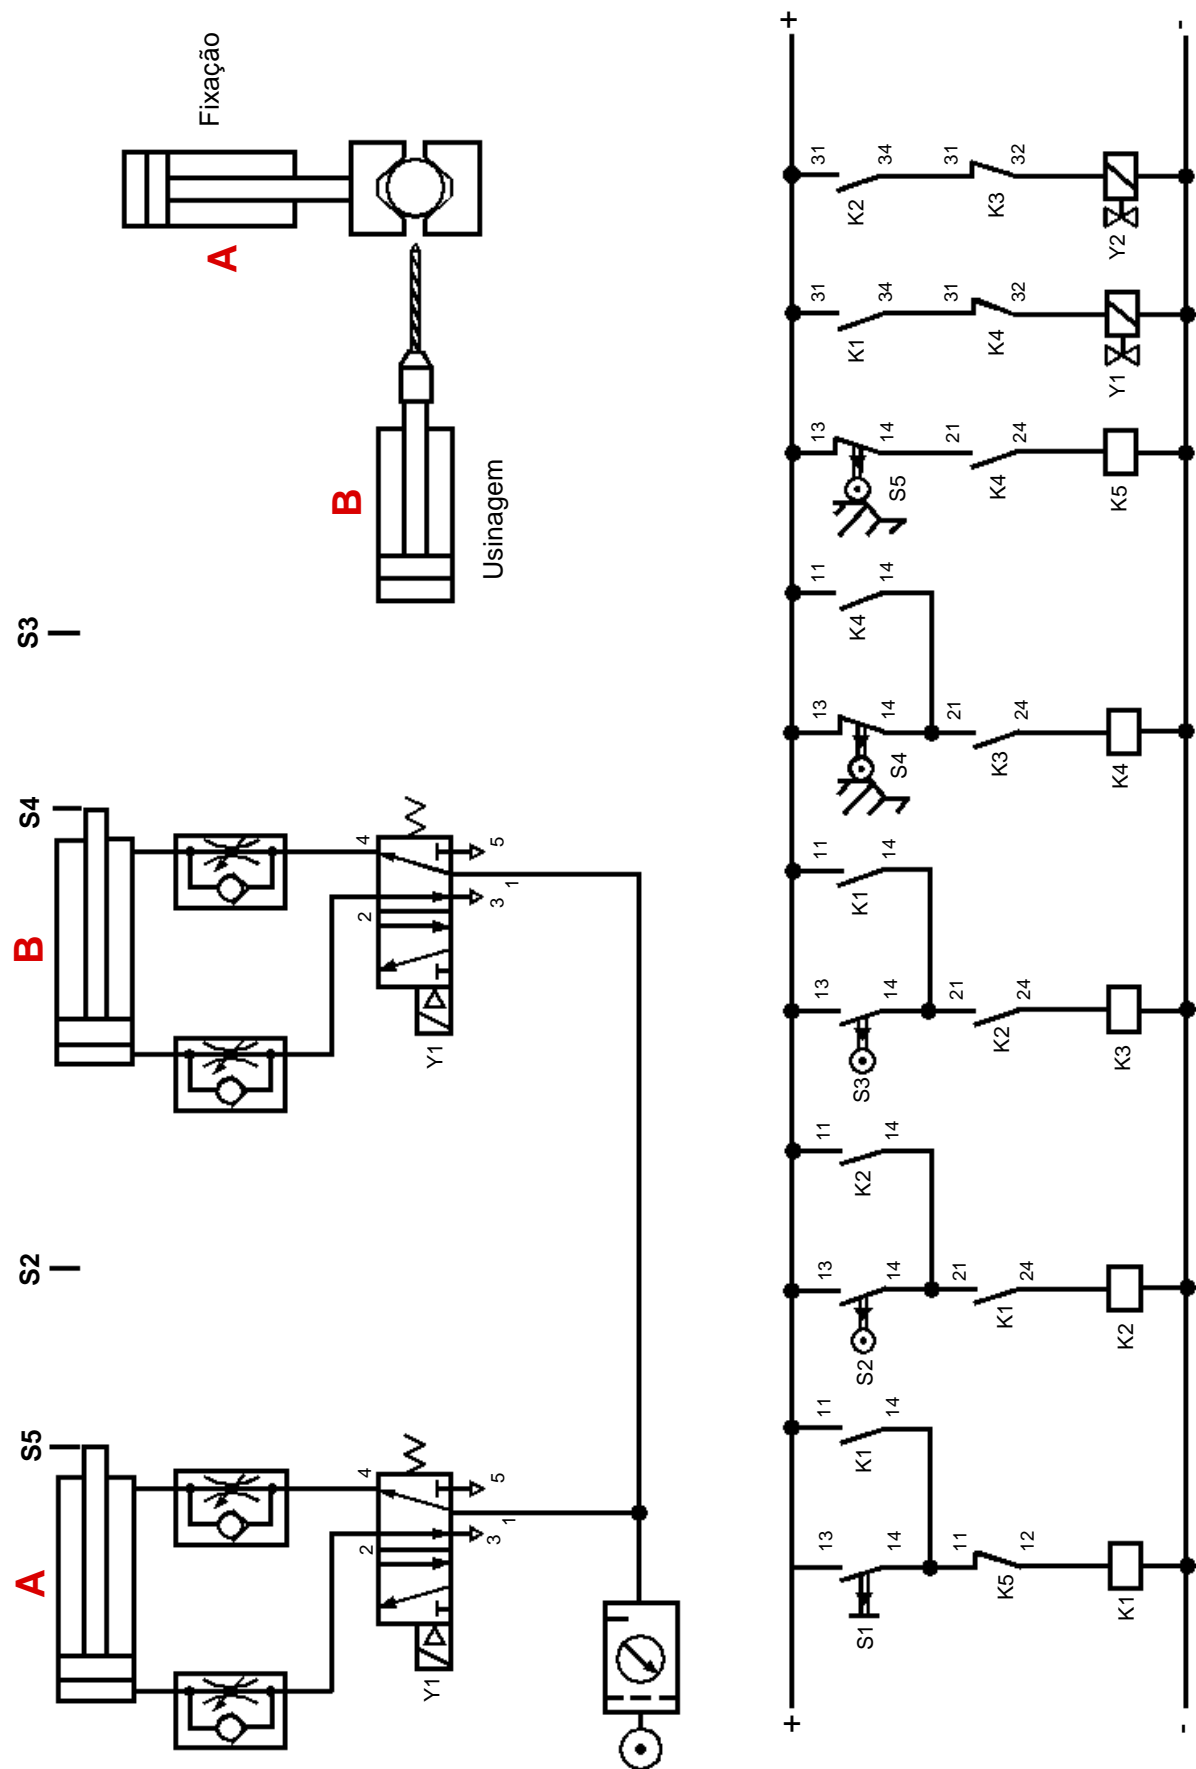 A S5 S2 B S4 S3
A Fixação
B Usinagem
2 4 2 4
Y1 3 1 5 Y1 3 1 5
+ +
13 11 13 11 13 11 13 11 13 31 31
S1 K1 S2 K2 S3 K1 S4 K4 S5 K1 K2
14 14 14 14 14 14 14 14 14 34 34
11 21 21 21 21 31 31
K5 K1 K2 K3 K4 K4 K3
12 24 24 24 24 32 32
K1 K2 K3 K4 K5 Y1 Y2
- -